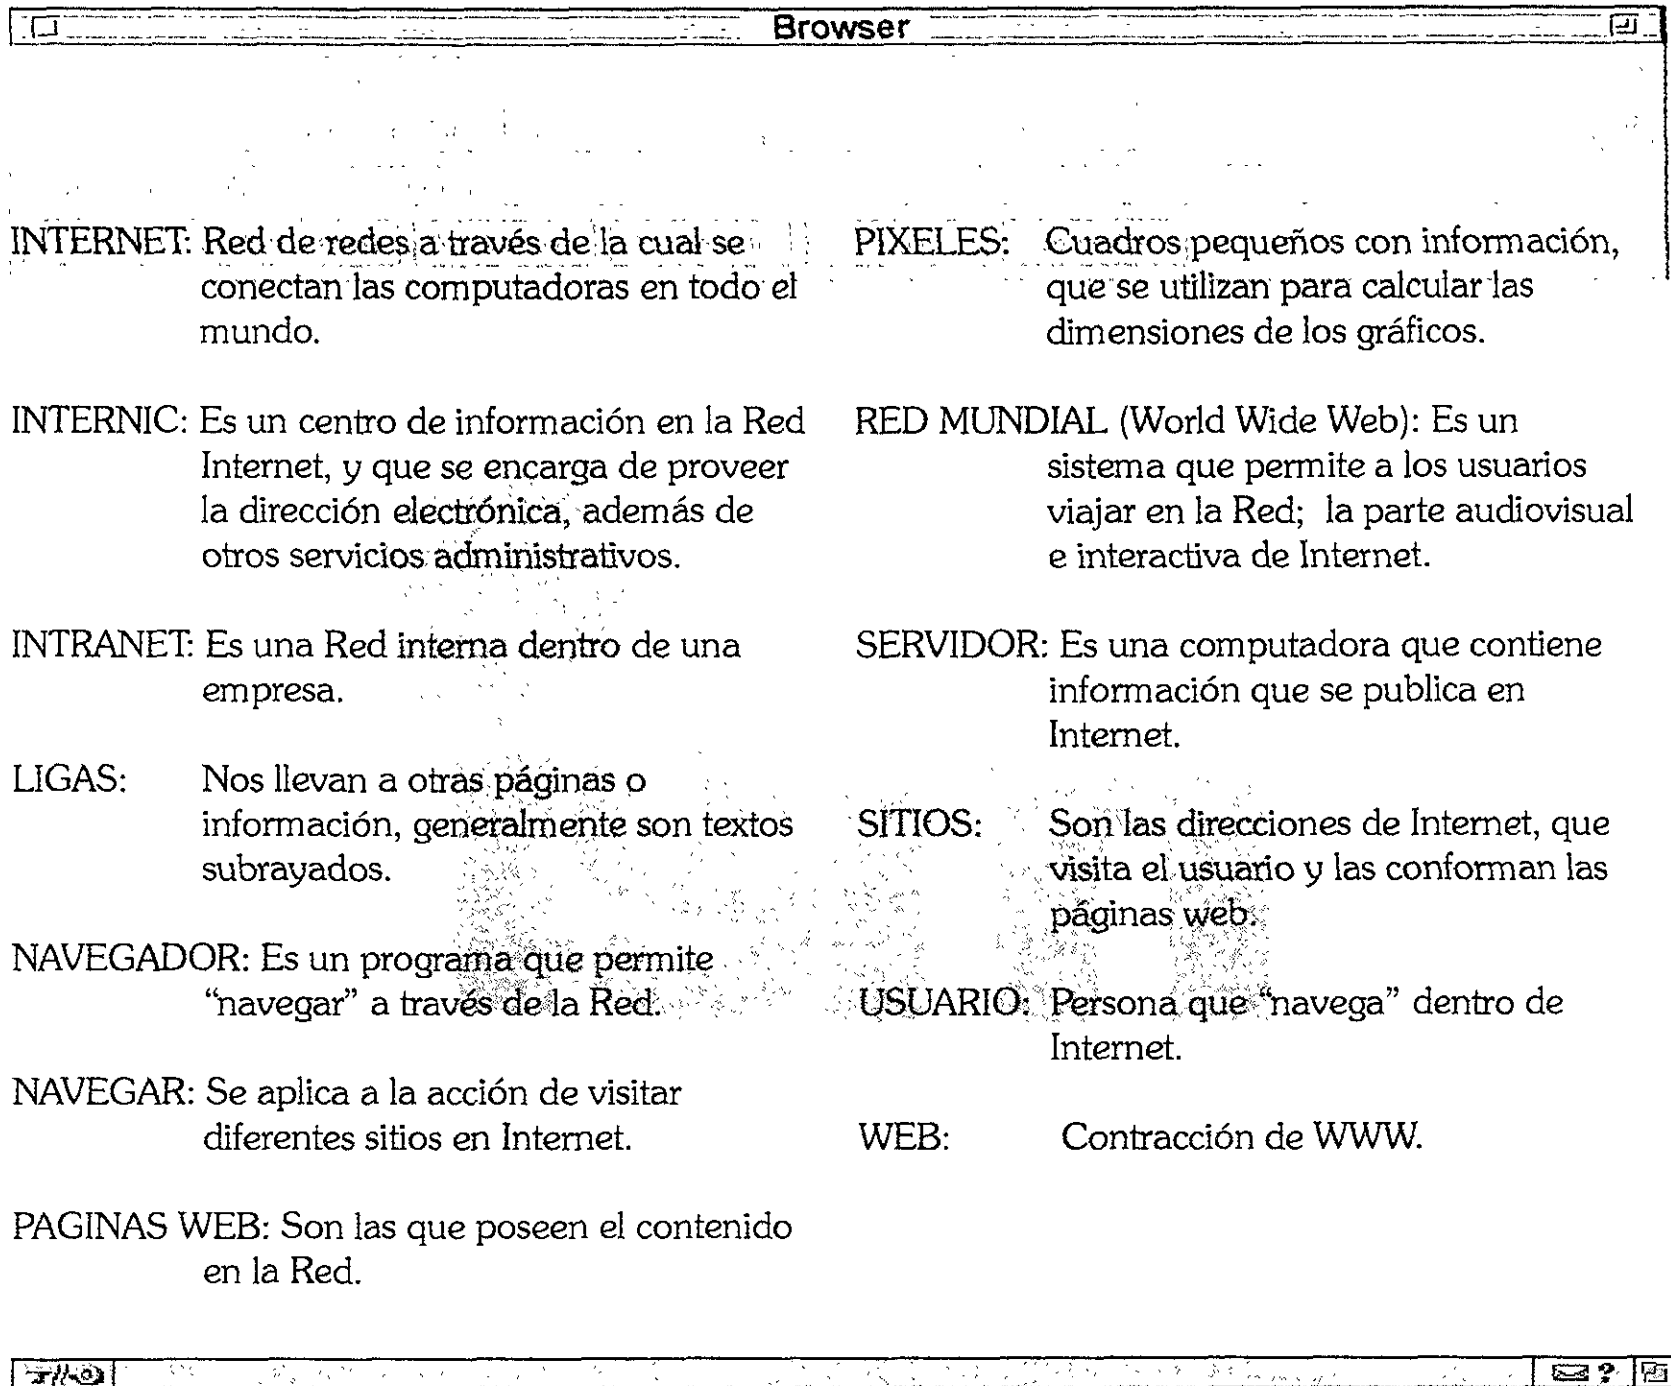 Browser
INTERNET: Red de redes a través de la cual se
conectan las computadoras en todo el
mundo.
INTERNIC: Es un centro de información en la Red
Internet, y que se encarga de proveer
la dirección electrónica, además de
otros servicios administrativos.
INTRANET: Es una Red interna dentro de una
empresa.
LIGAS: Nos llevan a otras páginas o
información, generalmente son textos
subrayados.
NAVEGADOR: Es un programa que permite
“navegar” a través de la Red.
NAVEGAR: Se aplica a la acción de visitar
diferentes sitios en Internet.
PAGINAS WEB: Son las que poseen el contenido
en la Red.
PIXELES: Cuadros pequeños con información,
que se utilizan para calcular las
dimensiones de los gráficos.
RED MUNDIAL (World Wide Web): Es un
sistema que permite a los usuarios
viajar en la Red; la parte audiovisual
e interactiva de Internet.
SERVIDOR: Es una computadora que contiene
información que se publica en
Internet.
SITIOS: Son las direcciones de Internet, que
visita el usuario y las conforman las
páginas web.
USUARIO: Persona que “navega” dentro de
Internet.
WEB: Contracción de WWW.
?